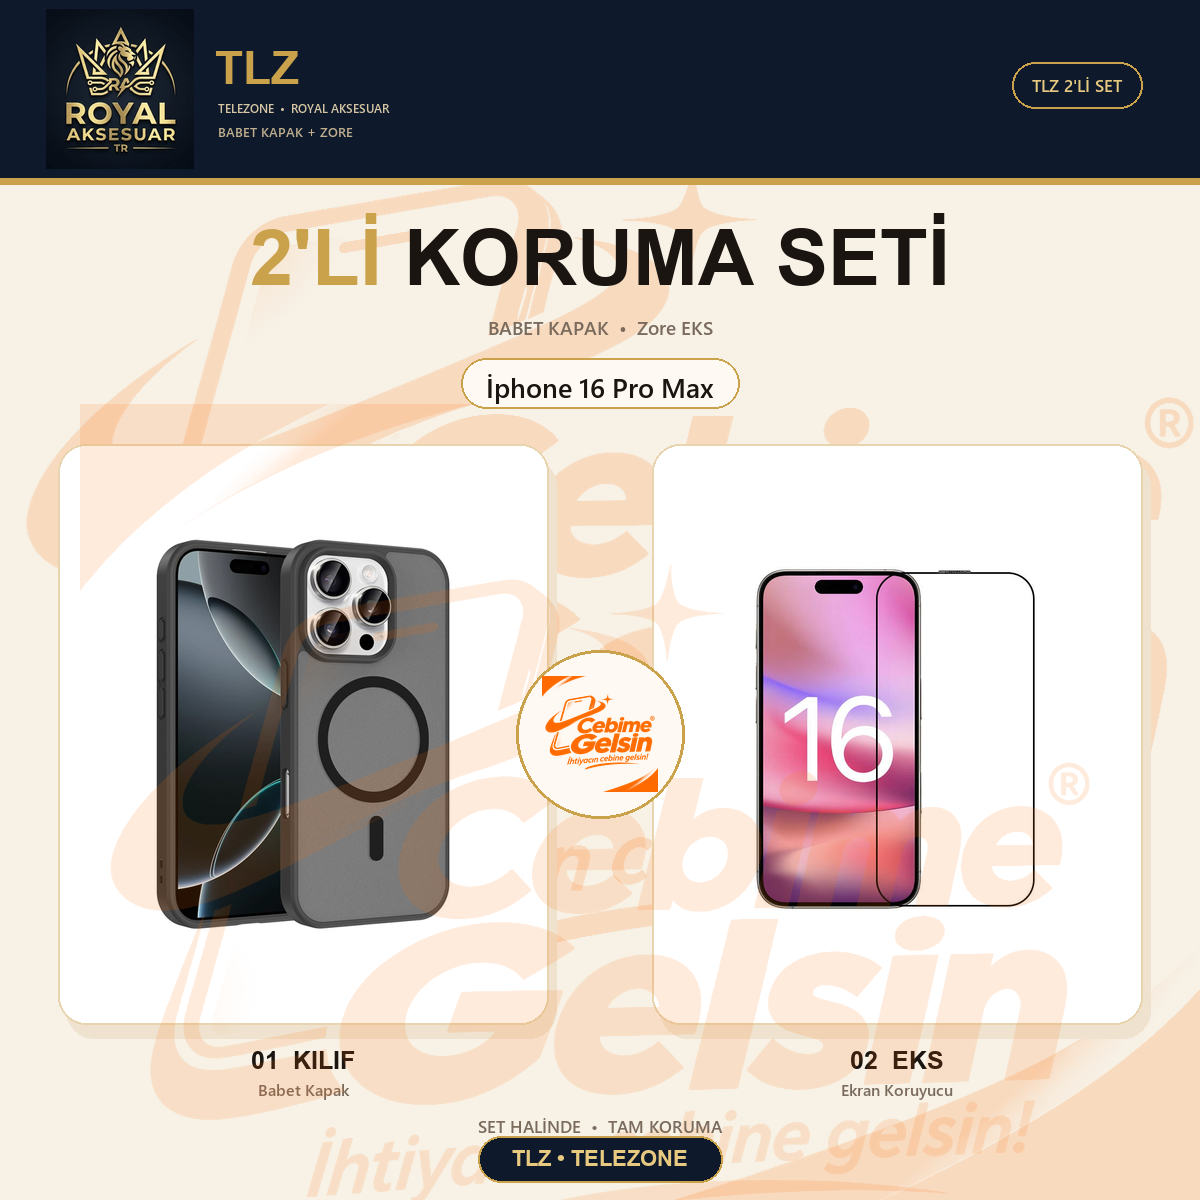 ROYAL
AKSESUAR
TR
TLZ
TELEZONE • ROYAL AKSESUAR
BABET KAPAK + ZORE
TLZ 2'Lİ SET
2'Lİ KORUMA SETİ
BABET KAPAK • Zore EKS
İphone 16 Pro Max
16
Cebime®
Gelsin
İhtiyacın cebine gelsin!
Cebime®
Gelsin
01 KILIF
Babet Kapak
02 EKS
Ekran Koruyucu
SET HALİNDE • TAM KORUMA
TLZ • TELEZONE